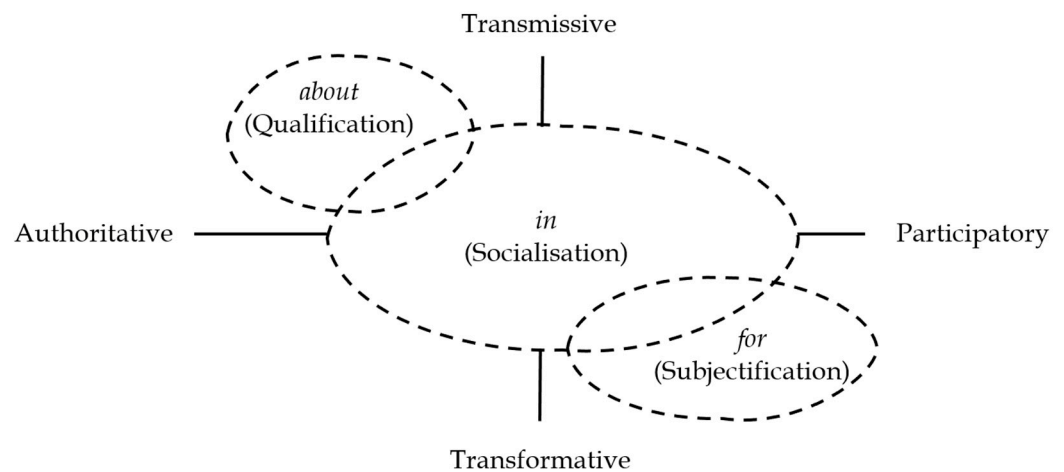 Transmissive
about
(Qualification)
Authoritative
in
(Socialisation)
Participatory
for
(Subjectification)
Transformative